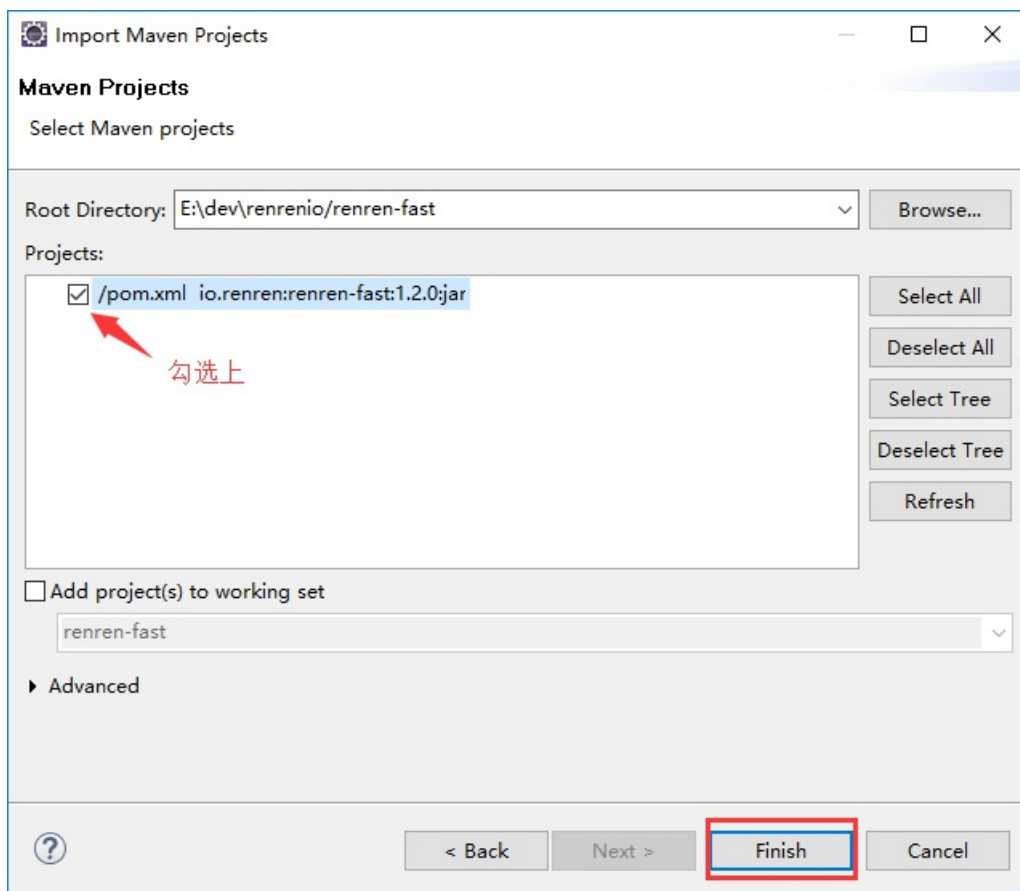 Import Maven Projects
Maven Projects
Select Maven projects
Root Directory: E:\dev\renrenio/renren-fast Browse...
Projects:
/pom.xml io.renren:renren-fast:1.2.0:jar
Select All
勾选上
Deselect All
Select Tree
Deselect Tree
Refresh
Add project(s) to working set
renren-fast
Advanced
? < Back Next > Finish Cancel